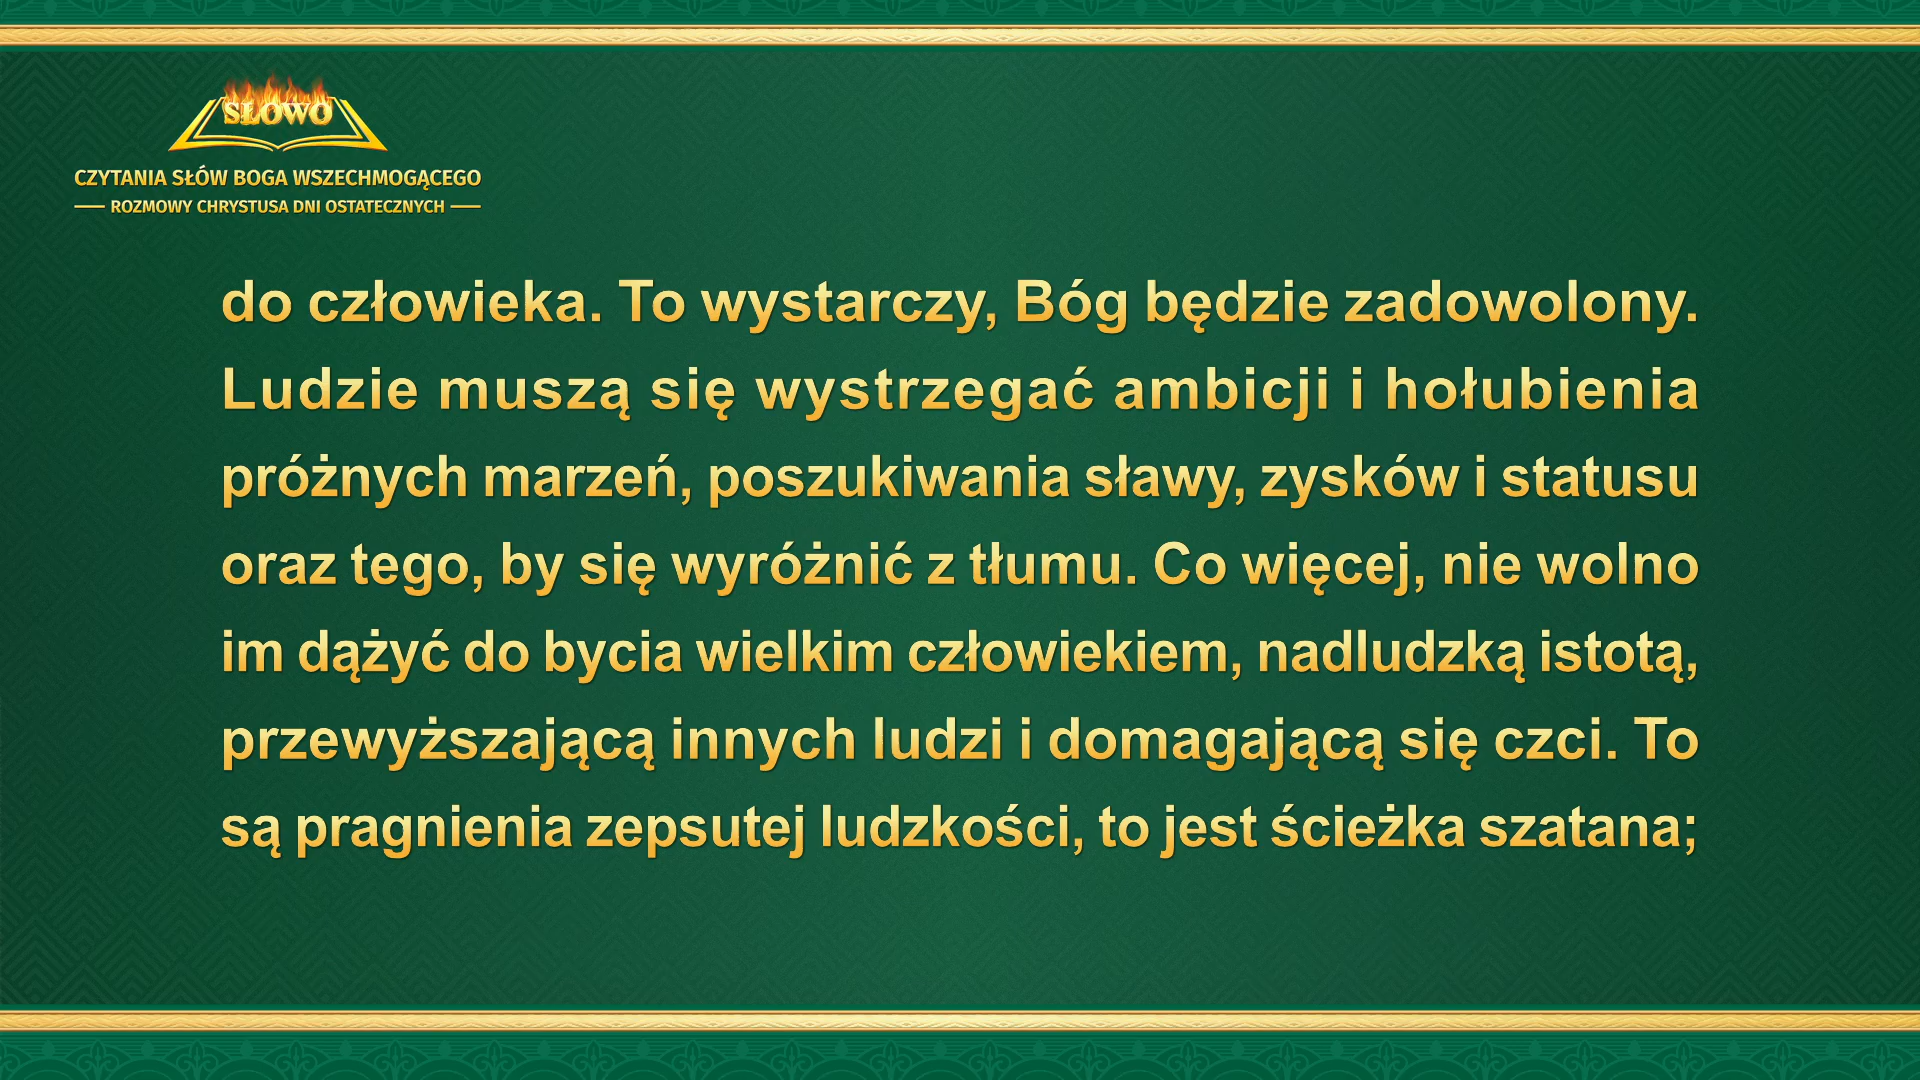 SŁOWO
CZYTANIA SŁÓW BOGA WSZECHMOGĄCEGO
ROZMOWY CHRYSTUSA DNI OSTATECZNYCH
do człowieka. To wystarczy, Bóg będzie zadowolony.
Ludzie muszą się wystrzegać ambicji i hołubienia
próżnych marzeń, poszukiwania sławy, zysków i statusu
oraz tego, by się wyróżnić z tłumu. Co więcej, nie wolno
im dążyć do bycia wielkim człowiekiem, nadludzką istotą,
przewyższającą innych ludzi i domagającą się czci. To
są pragnienia zepsutej ludzkości, to jest ścieżka szatana;